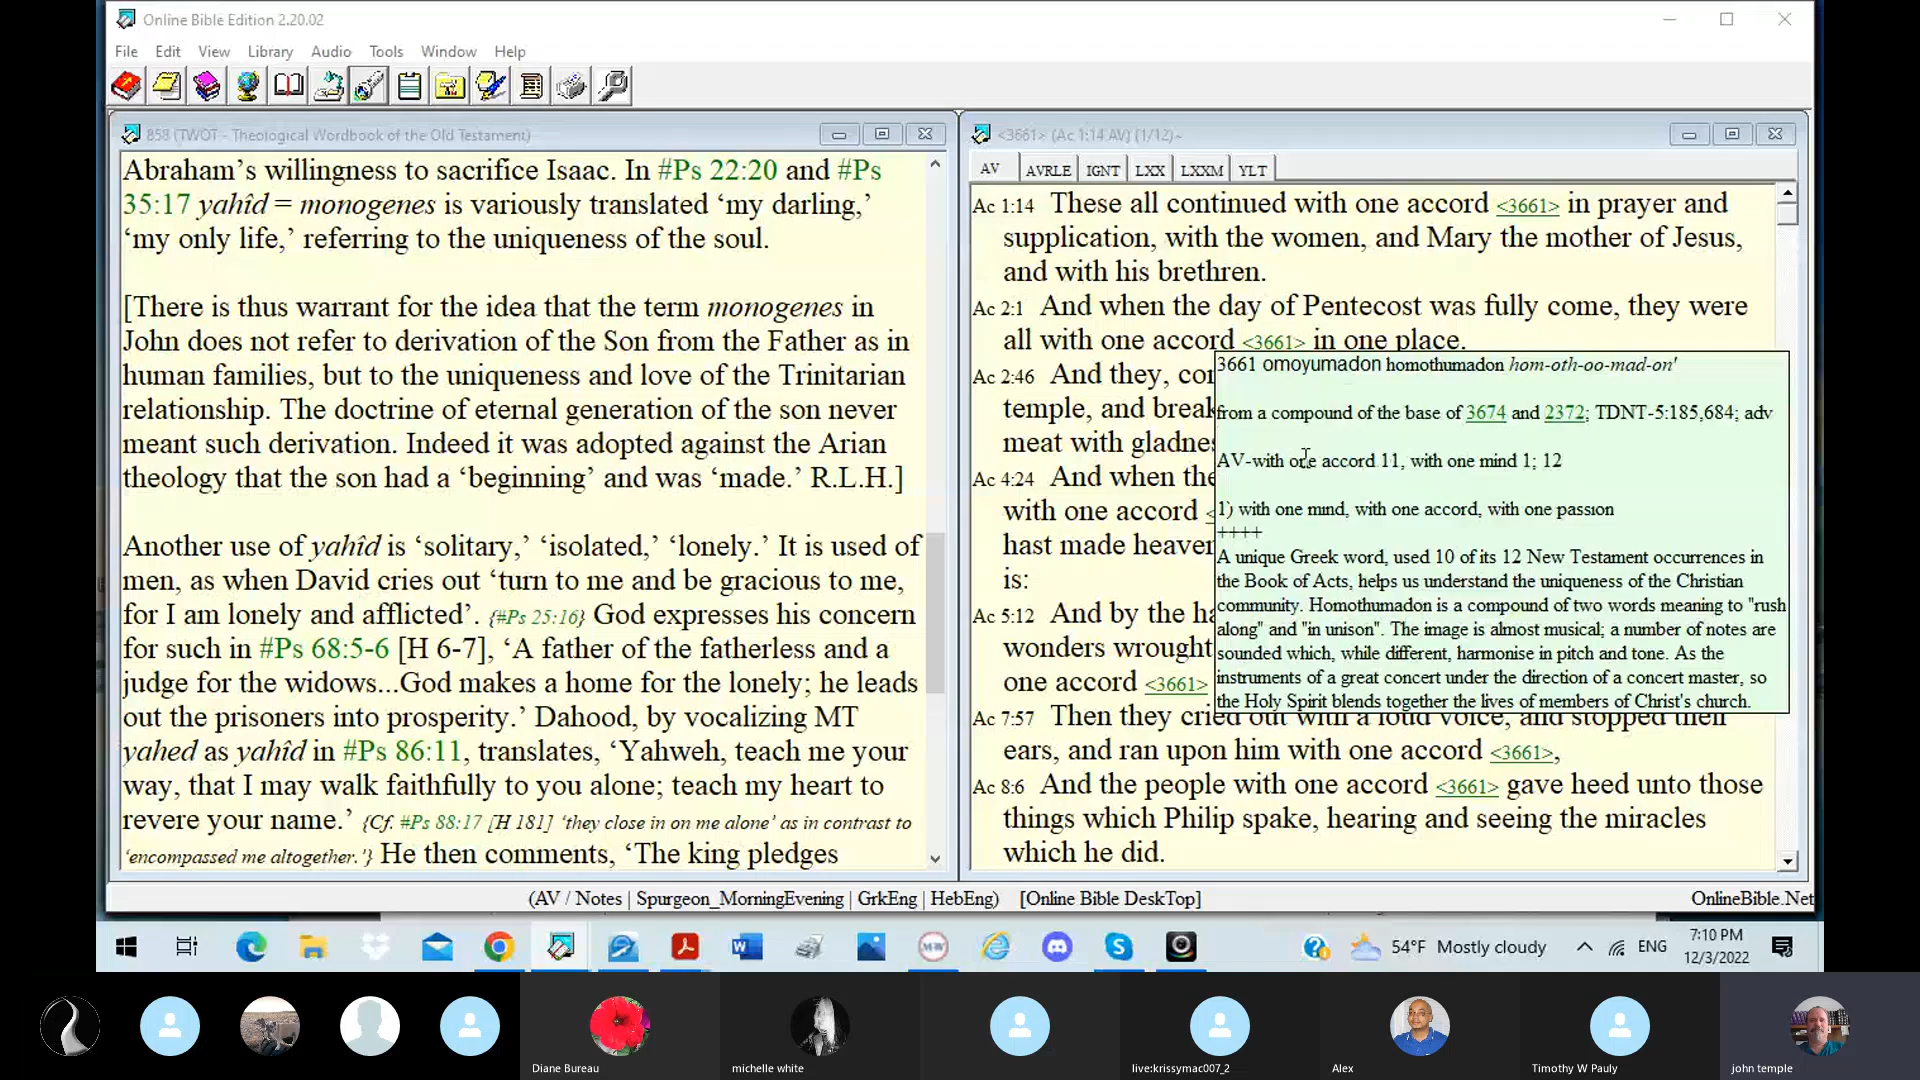 Online Bible Edition 2.20.02
File Edit View Library Audio Tools Window Help
858 (TWOT - Theological Wordbook of the Old Testament)
Abraham’s willingness to sacrifice Isaac. In #Ps 22:20 and #Ps
35:17 yahîd = monogenes is variously translated ‘my darling,’
‘my only life,’ referring to the uniqueness of the soul.
[There is thus warrant for the idea that the term monogenes in
John does not refer to derivation of the Son from the Father as in
human families, but to the uniqueness and love of the Trinitarian
relationship. The doctrine of eternal generation of the son never
meant such derivation. Indeed it was adopted against the Arian
theology that the son had a ‘beginning’ and was ‘made.’ R.L.H.]
Another use of yahîd is ‘solitary,’ ‘isolated,’ ‘lonely.’ It is used of
men, as when David cries out ‘turn to me and be gracious to me,
for I am lonely and afflicted’. {#Ps 25:16} God expresses his concern
for such in #Ps 68:5-6 [H 6-7], ‘A father of the fatherless and a
judge for the widows...God makes a home for the lonely; he leads
out the prisoners into prosperity.’ Dahood, by vocalizing MT
yahed as yahîd in #Ps 86:11, translates, ‘Yahweh, teach me your
way, that I may walk faithfully to you alone; teach my heart to
revere your name.’ {Cf. #Ps 88:17 [H 181] ‘they close in on me alone’ as in contrast to
‘encompassed me altogether.’} He then comments, ‘The king pledges
<3661> (Ac 1:14 AV) (1/12)~
AV AVRLE IGNT LXX LXXM YLT
Ac 1:14 These all continued with one accord <3661> in prayer and
supplication, with the women, and Mary the mother of Jesus,
and with his brethren.
Ac 2:1 And when the day of Pentecost was fully come, they were
all with one accord <3661> in one place.
Ac 2:46 And they, con
temple, and break
meat with gladnes
Ac 4:24 And when the
with one accord <
hast made heaven
is:
Ac 5:12 And by the ha
wonders wrought
one accord <3661>
Ac 7:57 Then they cried out with a loud voice, and stopped their
ears, and ran upon him with one accord <3661>,
Ac 8:6 And the people with one accord <3661> gave heed unto those
things which Philip spake, hearing and seeing the miracles
which he did.
3661 omoyumadon homothumadon hom-oth-oo-mad-on'
from a compound of the base of 3674 and 2372; TDNT-5:185,684; adv
AV-with one accord 11, with one mind 1; 12
1) with one mind, with one accord, with one passion
++++
A unique Greek word, used 10 of its 12 New Testament occurrences in
the Book of Acts, helps us understand the uniqueness of the Christian
community. Homothumadon is a compound of two words meaning to "rush
along" and "in unison". The image is almost musical; a number of notes are
sounded which, while different, harmonise in pitch and tone. As the
instruments of a great concert under the direction of a concert master, so
the Holy Spirit blends together the lives of members of Christ's church.
(AV / Notes | Spurgeon_MorningEvening | GrkEng | HebEng) [Online Bible DeskTop] OnlineBible.Net
54°F Mostly cloudy ENG
7:10 PM
12/3/2022
Diane Bureau michelle white live:krissymac007_2 Alex Timothy W Pauly john temple